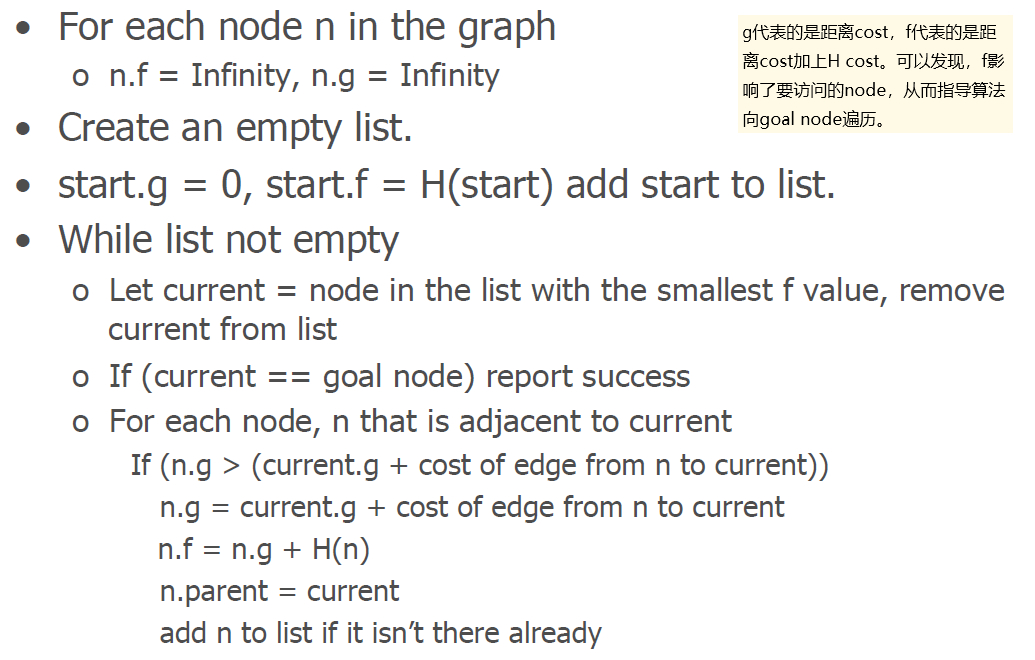 • For each node n in the graph
o n.f = Infinity, n.g = Infinity
• Create an empty list.
• start.g = 0, start.f = H(start) add start to list.
• While list not empty
o Let current = node in the list with the smallest f value, remove
current from list
o If (current == goal node) report success
o For each node, n that is adjacent to current
If (n.g > (current.g + cost of edge from n to current))
n.g = current.g + cost of edge from n to current
n.f = n.g + H(n)
n.parent = current
add n to list if it isn’t there already
g代表的是距离cost，f代表的是距
离cost加上H cost。可以发现，f影
响了要访问的node，从而指导算法
向goal node遍历。